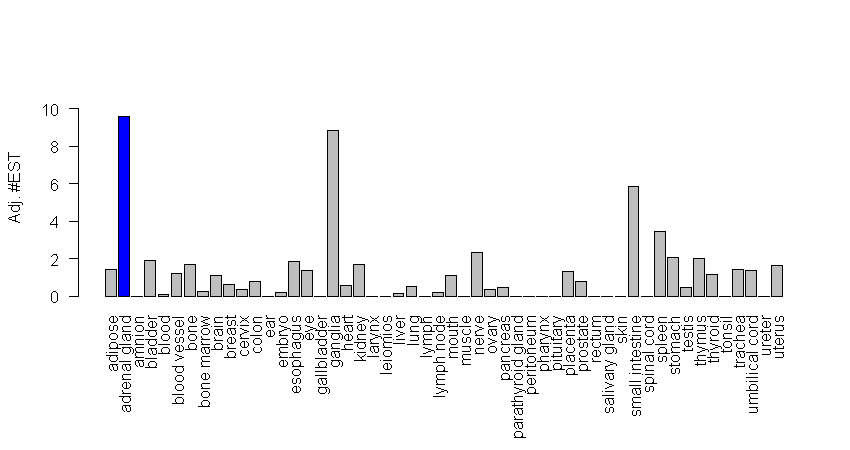 Adj. #EST
10
8
6
4
2
0
adipose
adrenal gland
amnion
bladder
blood
blood vessel
bone
bone marrow
brain
breast
cervix
colon
ear
embryo
esophagus
eye
gallbladder
ganglia
heart
kidney
larynx
leiomios
liver
lung
lymph
lymph node
mouth
muscle
nerve
ovary
pancreas
parathyroid gland
peritoneum
pharynx
pituitary
placenta
prostate
rectum
salivary gland
skin
small intestine
spinal cord
spleen
stomach
testis
thymus
thyroid
tonsil
trachea
umbilical cord
ureter
uterus